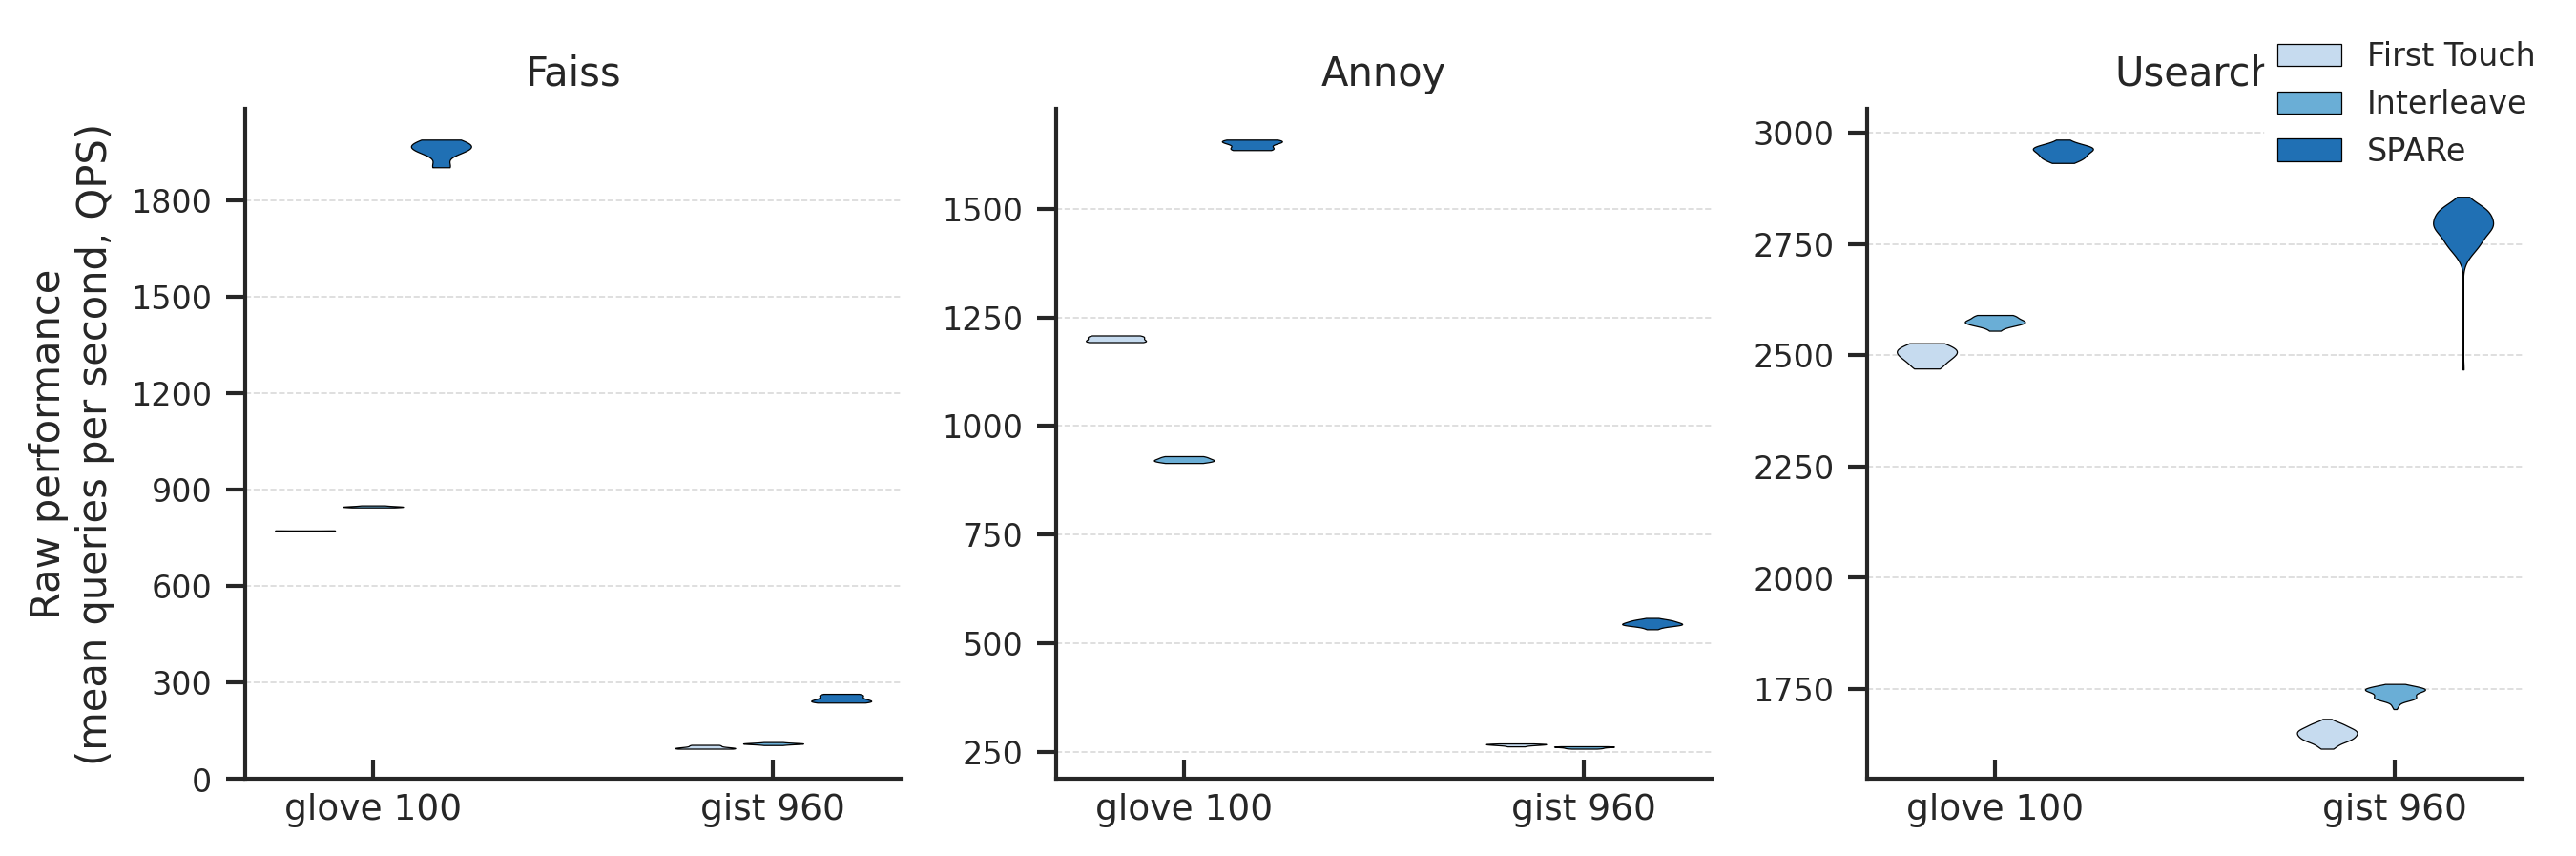 Faiss
Annoy
Usearch
First Touch
Interleave
SPARe
Raw performance
(mean queries per second, QPS)
1800
1500
1200
900
600
300
0
glove 100
gist 960
1500
1250
1000
750
500
250
glove 100
gist 960
3000
2750
2500
2250
2000
1750
glove 100
gist 960